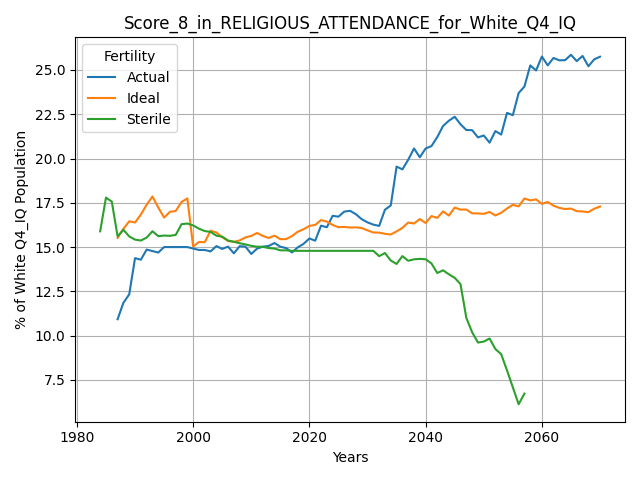 Score_8_in_RELIGIOUS_ATTENDANCE_for_White_Q4_IQ
Fertility
Actual
Ideal
Sterile
% of White Q4_IQ Population
25.0
22.5
20.0
17.5
15.0
12.5
10.0
7.5
1980
2000
2020
2040
2060
Years